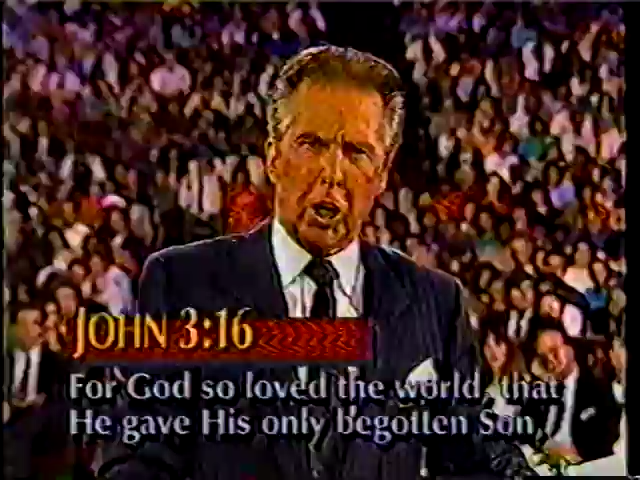 JOHN 3:16
For God so loved the world, that
He gave His only begotten Son,